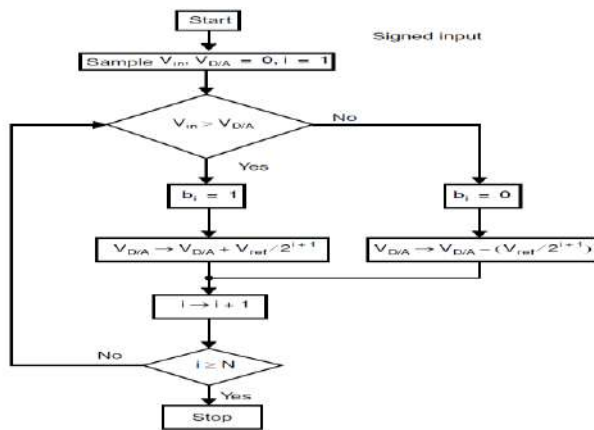 Start
Signed input
Sample V_in, V_D/A = 0, i = 1
V_in > V_D/A
No
Yes
b_i = 1
b_i = 0
V_D/A → V_D/A + V_ref/2^{i+1}
V_D/A → V_D/A − (V_ref/2^{i+1})
i → i + 1
No
i ≥ N
Yes
Stop